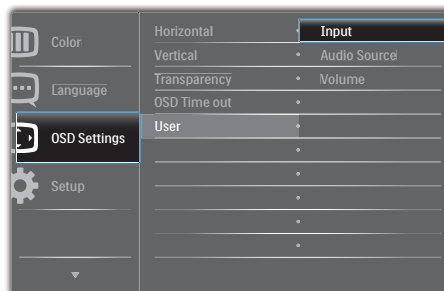 Color
Language
OSD Settings
Setup
Horizontal
Vertical
Transparency
OSD Time out
User
Input
Audio Source
Volume